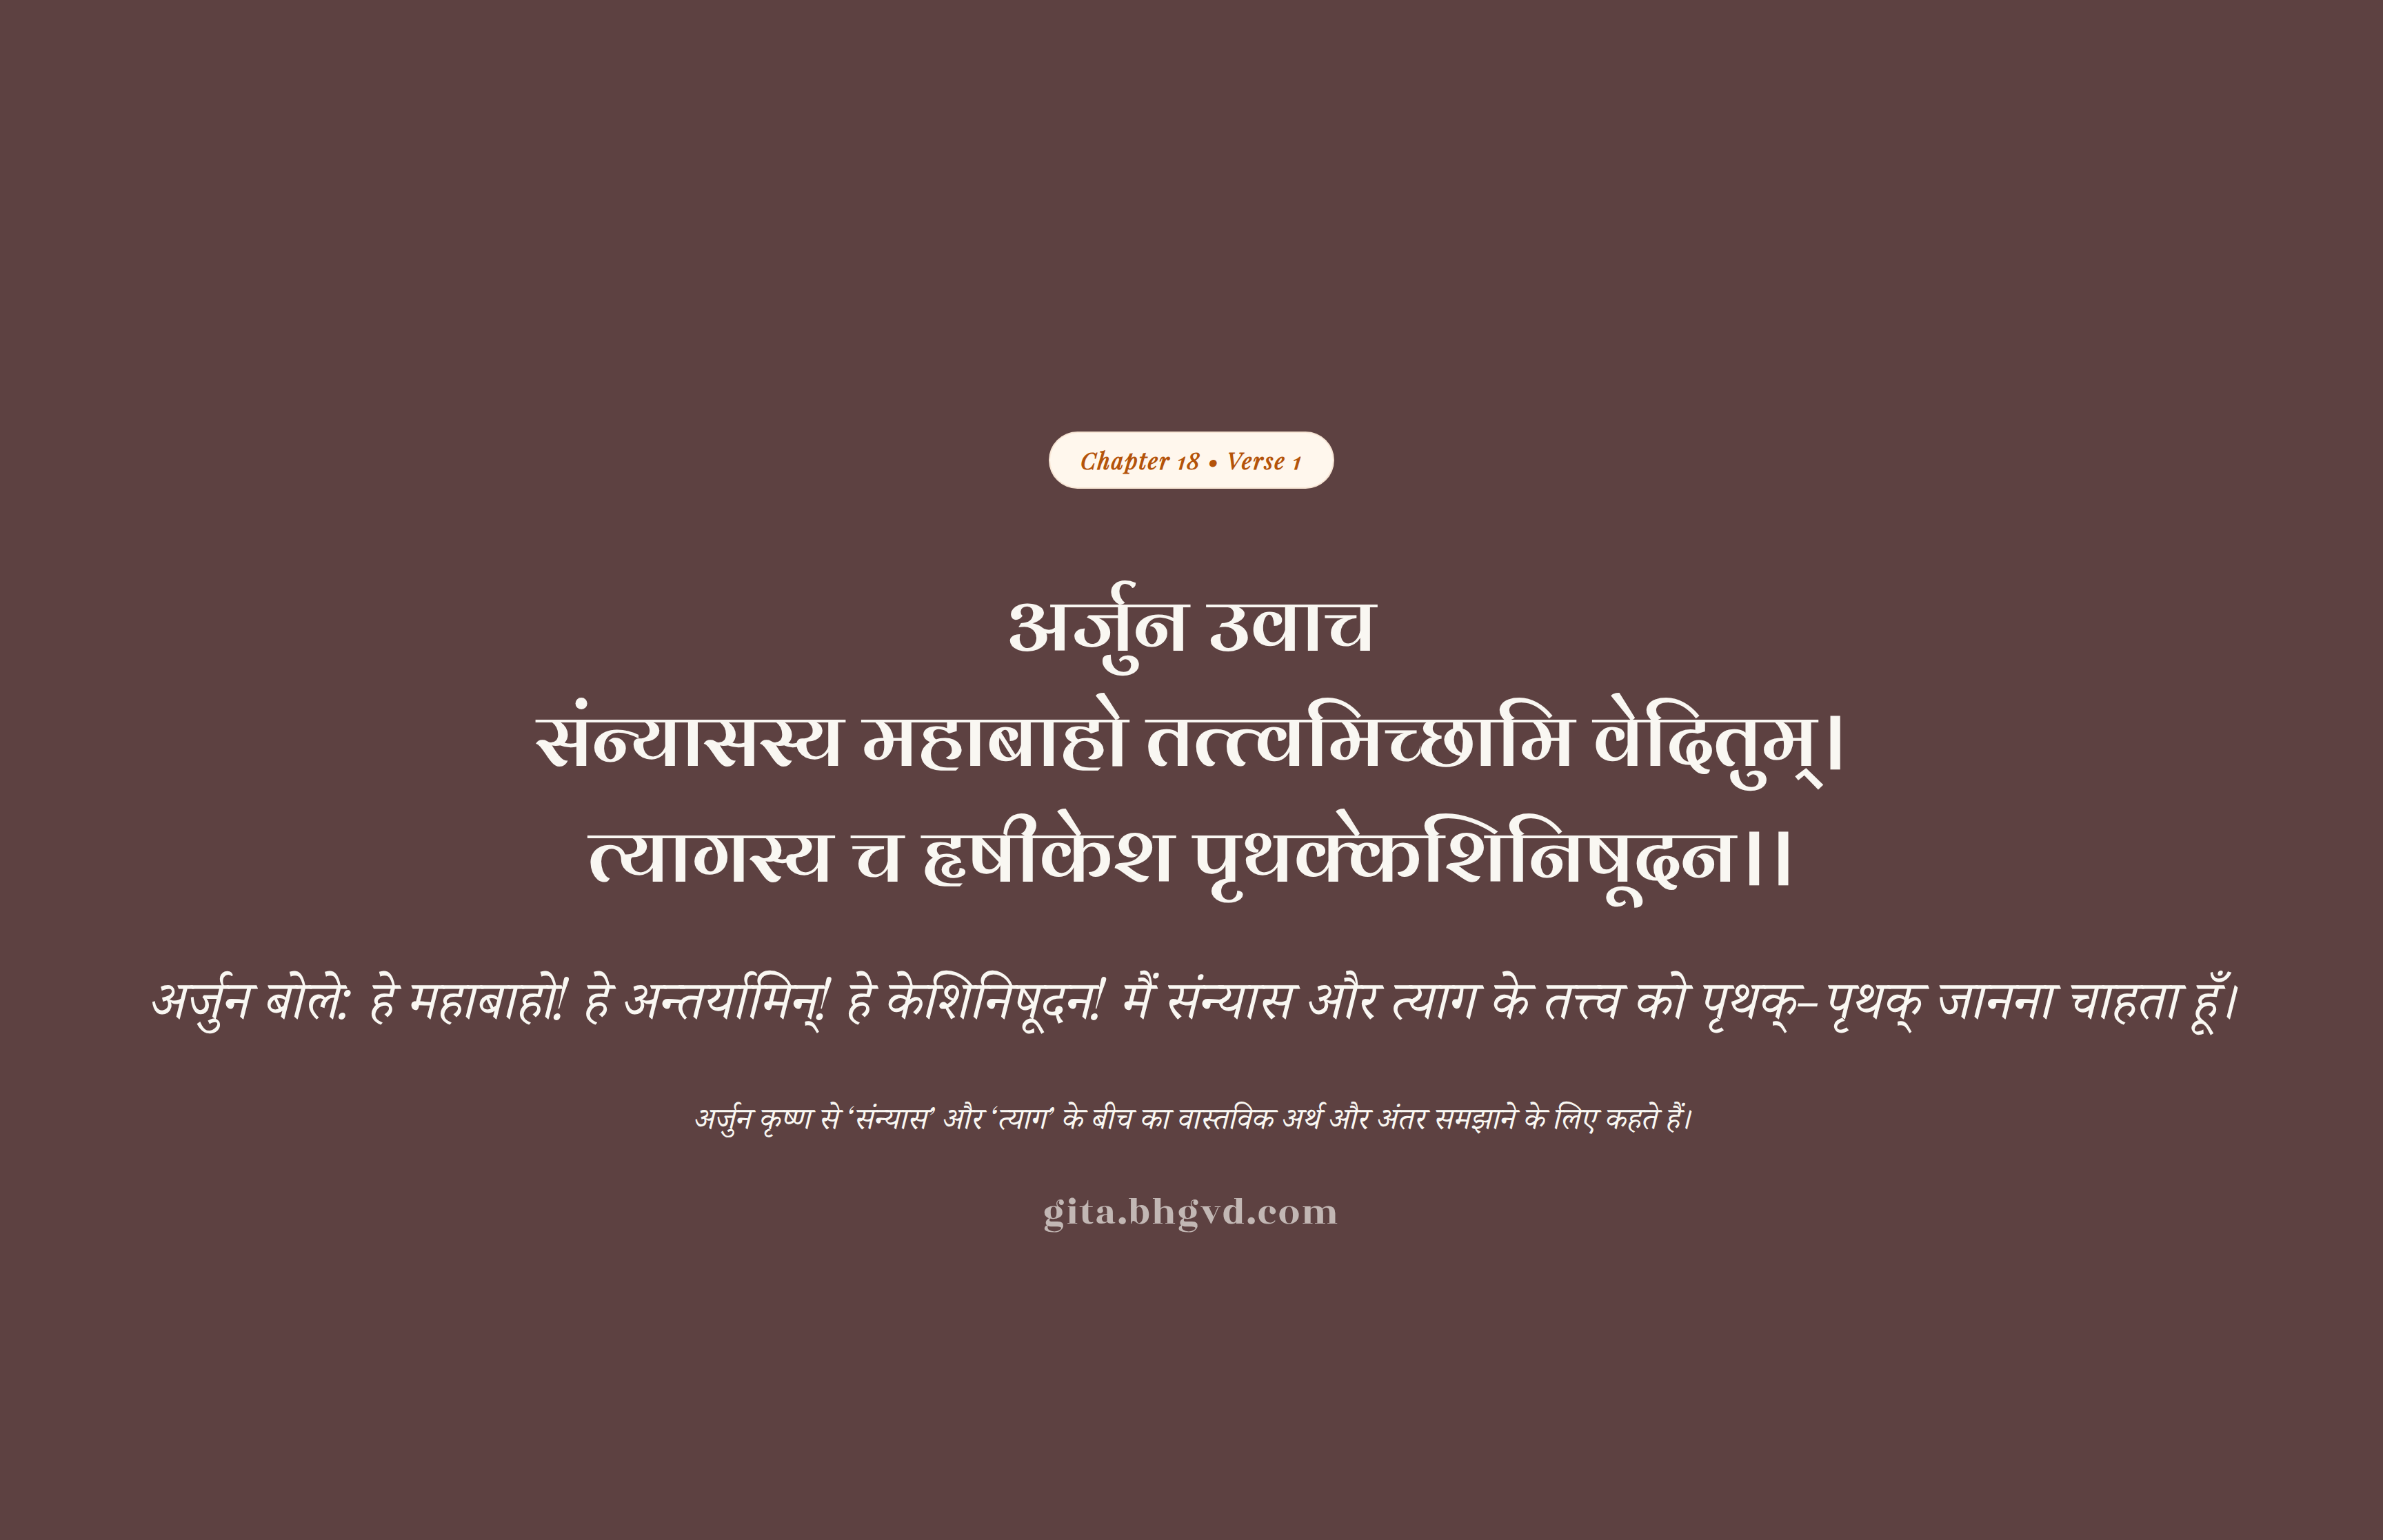 Chapter 18 • Verse 1
अर्जुन उवाच
संन्यासस्य महाबाहो तत्त्वमिच्छामि वेदितुम्।
त्यागस्य च हृषीकेश पृथक्केशिनिषूदन।।
अर्जुन बोले: हे महाबाहो! हे अन्तर्यामिन्! हे केशिनिषूदन! मैं संन्यास और त्याग के तत्त्व को पृथक्-पृथक् जानना चाहता हूँ।
अर्जुन कृष्ण से ‘संन्यास’ और ‘त्याग’ के बीच का वास्तविक अर्थ और अंतर समझाने के लिए कहते हैं।
gita.bhgvd.com